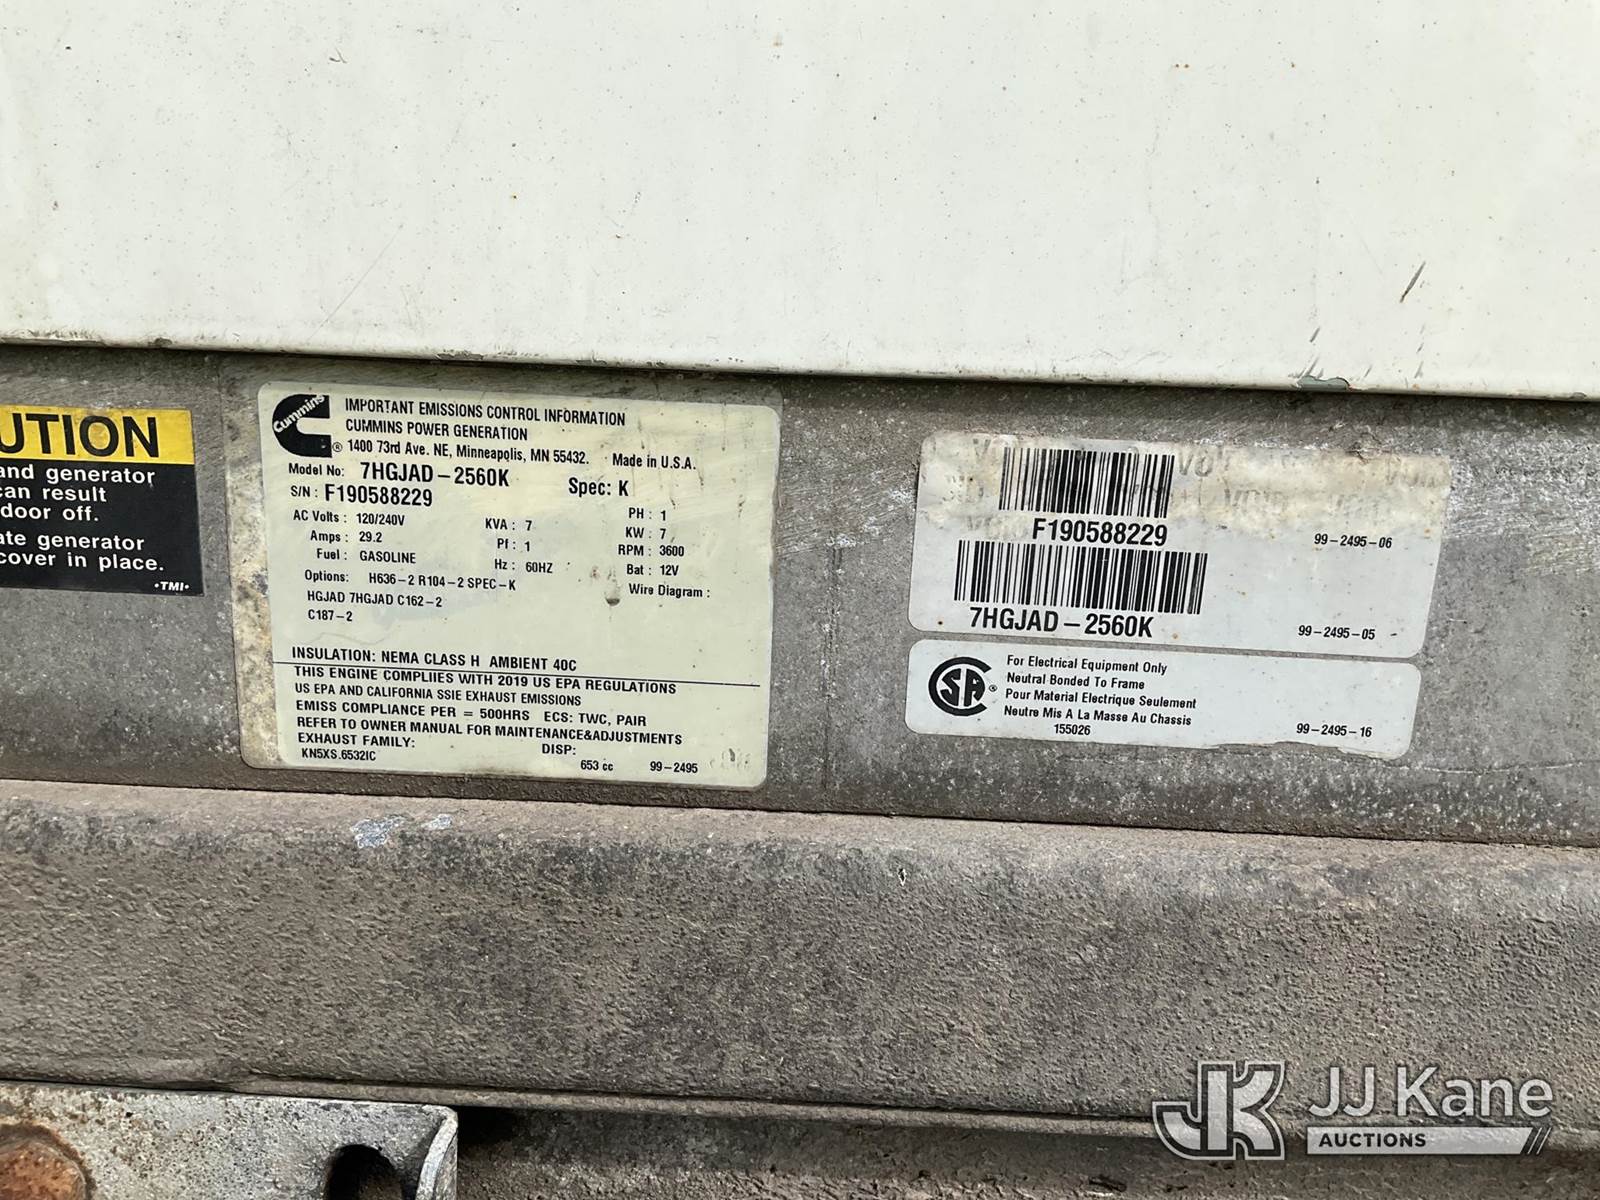 UTION
and generator
can result
door off.
ate generator
cover in place.
·TMI·
Cummins
IMPORTANT EMISSIONS CONTROL INFORMATION
CUMMINS POWER GENERATION
® 1400 73rd Ave. NE, Minneapolis, MN 55432. Made in U.S.A.
Model No: 7HGJAD-2560K Spec: K
S/N : F190588229
AC Volts : 120/240V KVA : 7 PH : 1
Amps : 29.2 Pf : 1 KW : 7
Fuel : GASOLINE Hz : 60HZ RPM : 3600
Bat : 12V
Options: H636-2 R104-2 SPEC-K Wire Diagram :
HGJAD 7HGJAD C162-2
C187-2
INSULATION: NEMA CLASS H AMBIENT 40C
THIS ENGINE COMPLIIES WITH 2019 US EPA REGULATIONS
US EPA AND CALIFORNIA SSIE EXHAUST EMISSIONS
EMISS COMPLIANCE PER = 500HRS ECS: TWC, PAIR
REFER TO OWNER MANUAL FOR MAINTENANCE&ADJUSTMENTS
EXHAUST FAMILY: DISP:
KN5XS.6532IC 653 cc 99-2495
F190588229 99-2495-06
7HGJAD-2560K 99-2495-05
SA ®
For Electrical Equipment Only
Neutral Bonded To Frame
Pour Material Electrique Seulement
Neutre Mis A La Masse Au Chassis
155026 99-2495-16
JK JJ Kane
AUCTIONS